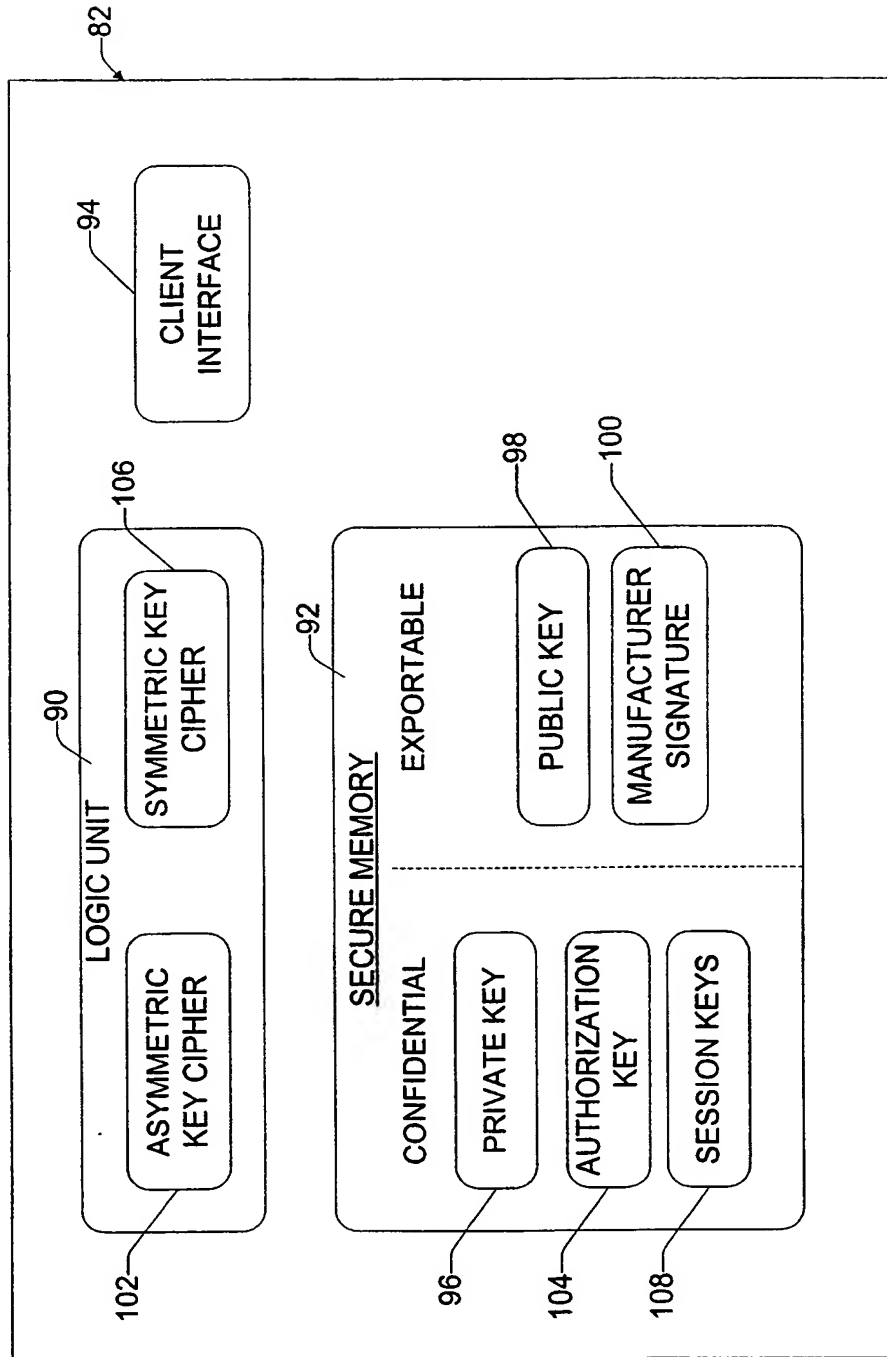 82
90
LOGIC UNIT
102
ASYMMETRIC
KEY CIPHER
SYMMETRIC KEY
CIPHER
106
94
CLIENT
INTERFACE
92
SECURE MEMORY
CONFIDENTIAL
EXPORTABLE
96
PRIVATE KEY
104
AUTHORIZATION
KEY
108
SESSION KEYS
98
PUBLIC KEY
100
MANUFACTURER
SIGNATURE